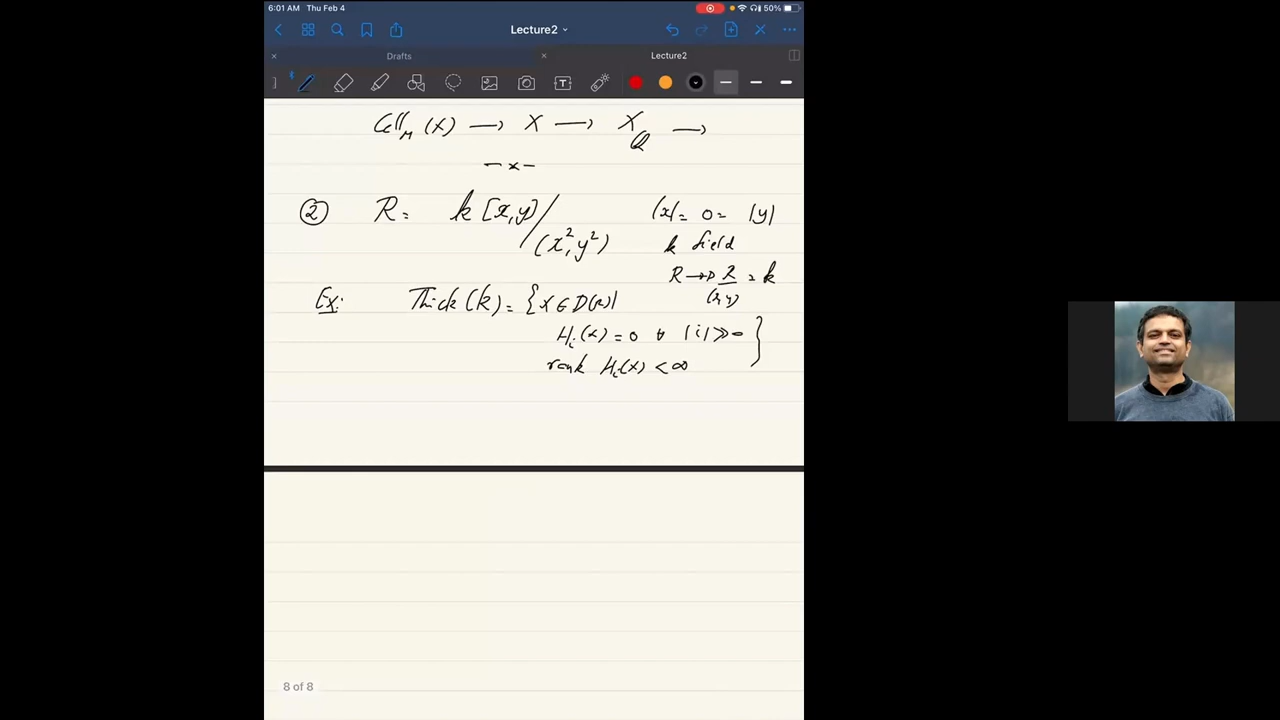 6:01 AM Thu Feb 4
50%
Lecture2
Drafts
Lecture2
Cell_M (X) → X → X_Q →
-x-
② R = k[x,y]/(x², y²) |x| = 0 = |y|
k field
R → R/(x,y) = k
Ex: Thick(k) = {X ∈ D(R) |
H_i(X) = 0 ∀ |i| ≫ 0
rank H_i(X) < ∞ }
8 of 8